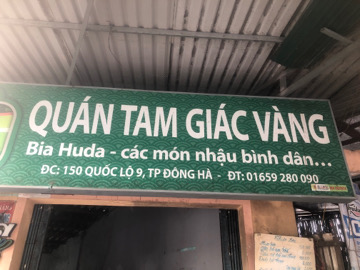 QUÁN TAM GIÁC VÀNG
Bia Huda - các món nhậu bình dân...
ĐC: 150 QUỐC LỘ 9, TP ĐÔNG HÀ - ĐT: 01659 280 090